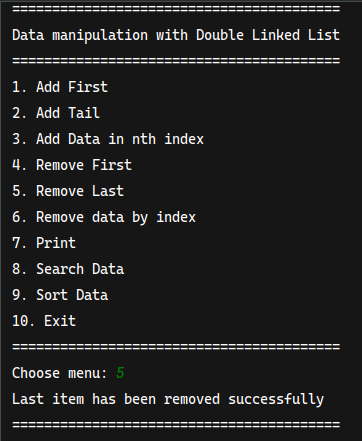 =========================================
Data manipulation with Double Linked List
=========================================
1. Add First
2. Add Tail
3. Add Data in nth index
4. Remove First
5. Remove Last
6. Remove data by index
7. Print
8. Search Data
9. Sort Data
10. Exit
=========================================
Choose menu: 5
Last item has been removed successfully
=========================================